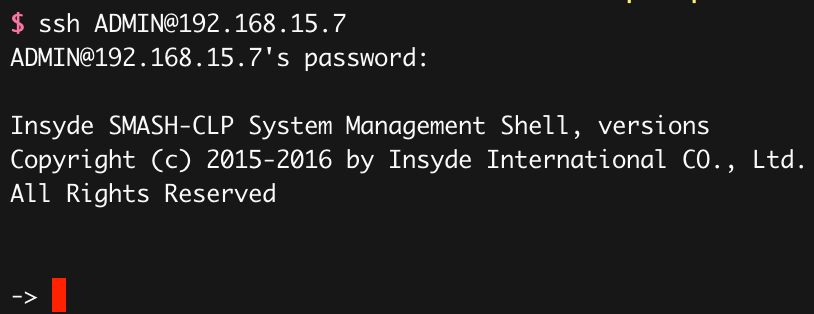 $ ssh ADMIN@192.168.15.7
ADMIN@192.168.15.7's password:
Insyde SMASH-CLP System Management Shell, versions
Copyright (c) 2015-2016 by Insyde International CO., Ltd.
All Rights Reserved
->